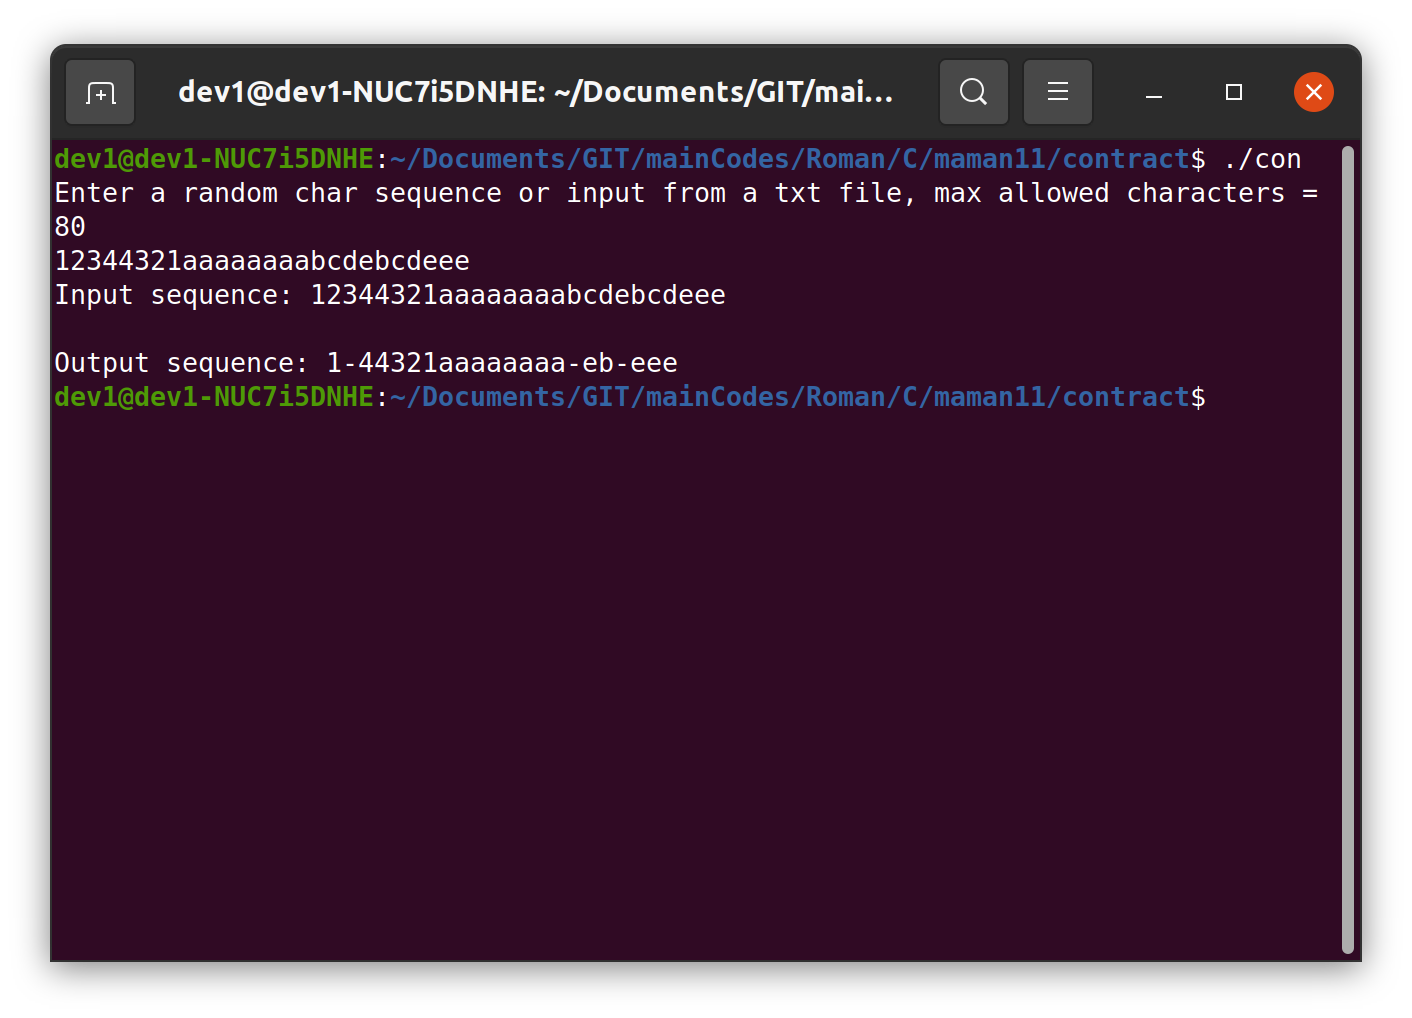 dev1@dev1-NUC7i5DNHE: ~/Documents/GIT/mai...
dev1@dev1-NUC7i5DNHE:~/Documents/GIT/mainCodes/Roman/C/maman11/contract$ ./con
Enter a random char sequence or input from a txt file, max allowed characters =
80
12344321aaaaaaaabcdebcdeee
Input sequence: 12344321aaaaaaaabcdebcdeee
Output sequence: 1-44321aaaaaaaa-eb-eee
dev1@dev1-NUC7i5DNHE:~/Documents/GIT/mainCodes/Roman/C/maman11/contract$